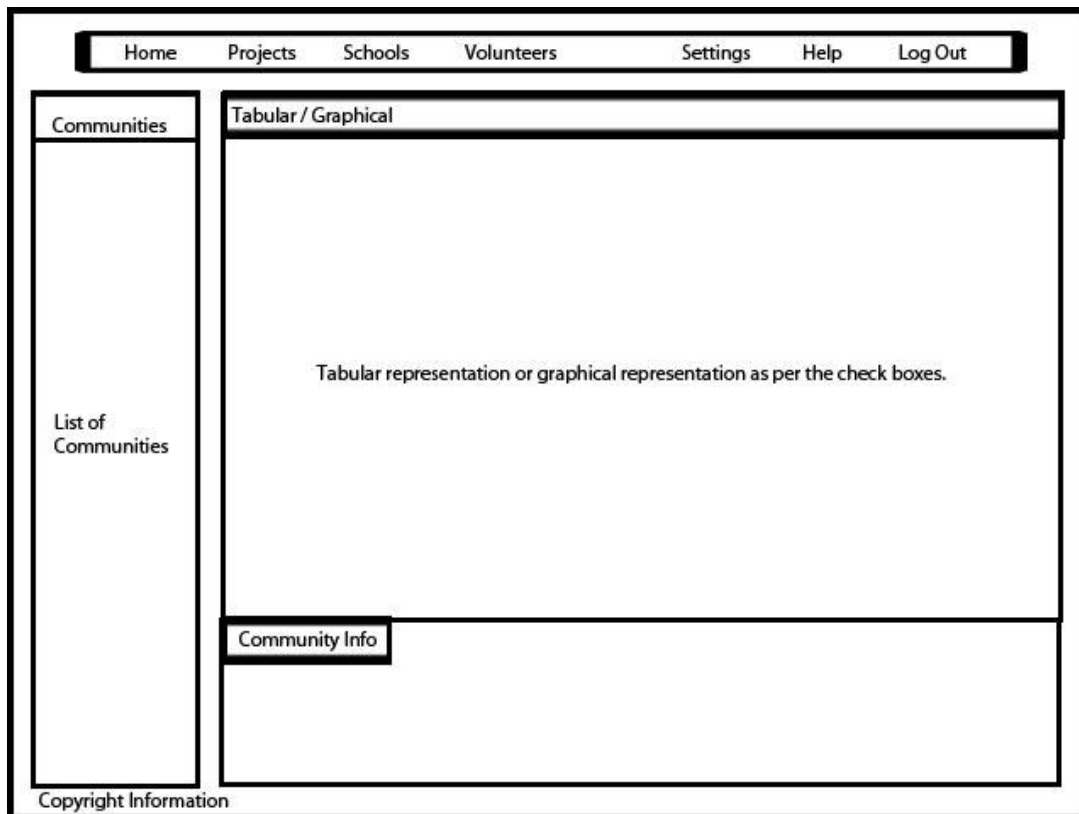 Home Projects Schools Volunteers Settings Help Log Out
Communities
Tabular / Graphical
Tabular representation or graphical representation as per the check boxes.
List of
Communities
Community Info
Copyright Information